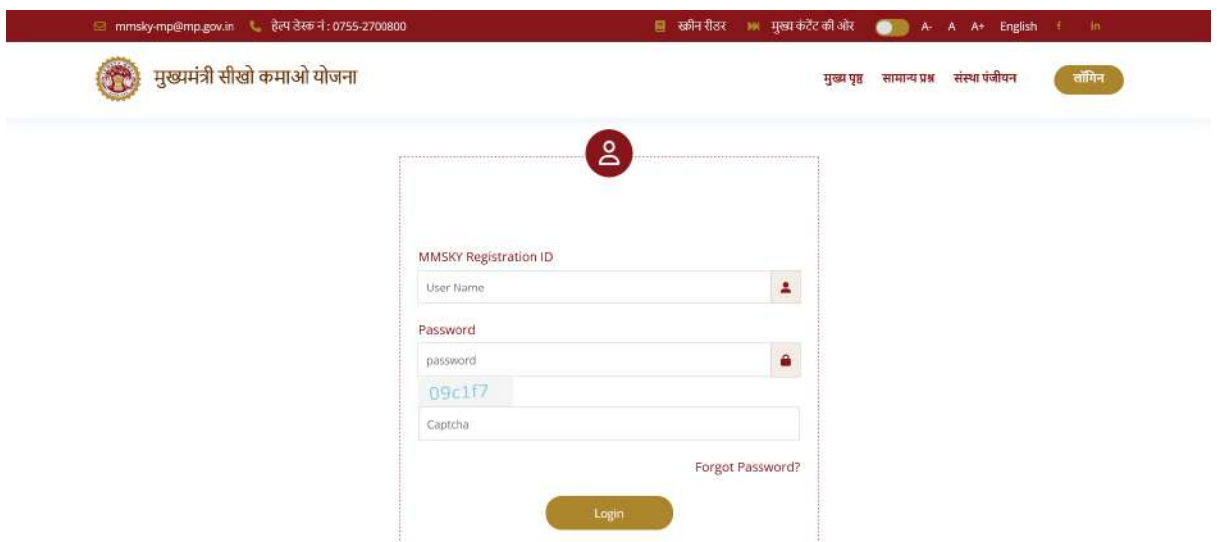 mmsky-mp@mp.gov.in हेल्प डेस्क नं : 0755-2700800 स्क्रीन रीडर मुख्य कंटेंट की ओर A- A A+ English f in
मुख्यमंत्री सीखो कमाओ योजना मुख्य पृष्ठ सामान्य प्रश्न संस्था पंजीयन लॉगिन
MMSKY Registration ID
User Name
Password
password
09c1f7
Captcha
Forgot Password?
Login